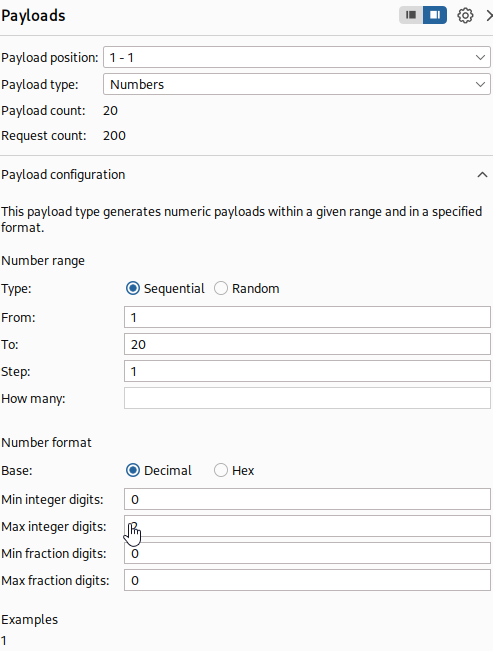 Payloads
Payload position: 1 - 1
Payload type: Numbers
Payload count: 20
Request count: 200
Payload configuration
This payload type generates numeric payloads within a given range and in a specified
format.
Number range
Type: Sequential Random
From: 1
To: 20
Step: 1
How many:
Number format
Base: Decimal Hex
Min integer digits: 0
Max integer digits:
Min fraction digits: 0
Max fraction digits: 0
Examples
1